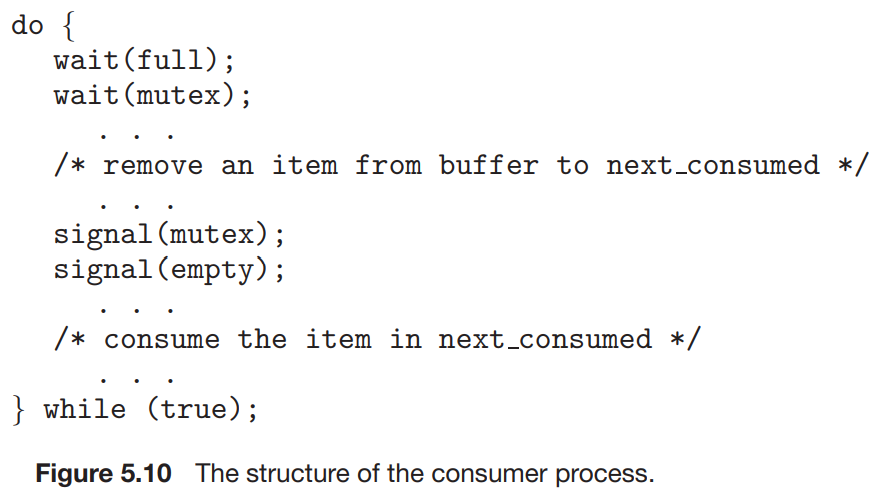 do {
wait(full);
wait(mutex);
. . .
/* remove an item from buffer to next_consumed */
. . .
signal(mutex);
signal(empty);
. . .
/* consume the item in next_consumed */
. . .
} while (true);
Figure 5.10 The structure of the consumer process.